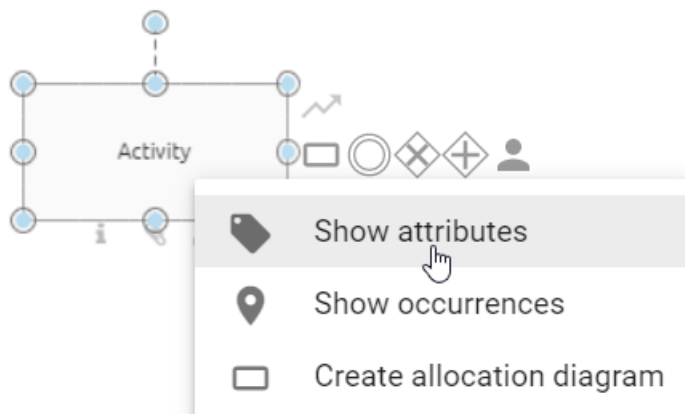 Activity
Show attributes
Show occurrences
Create allocation diagram